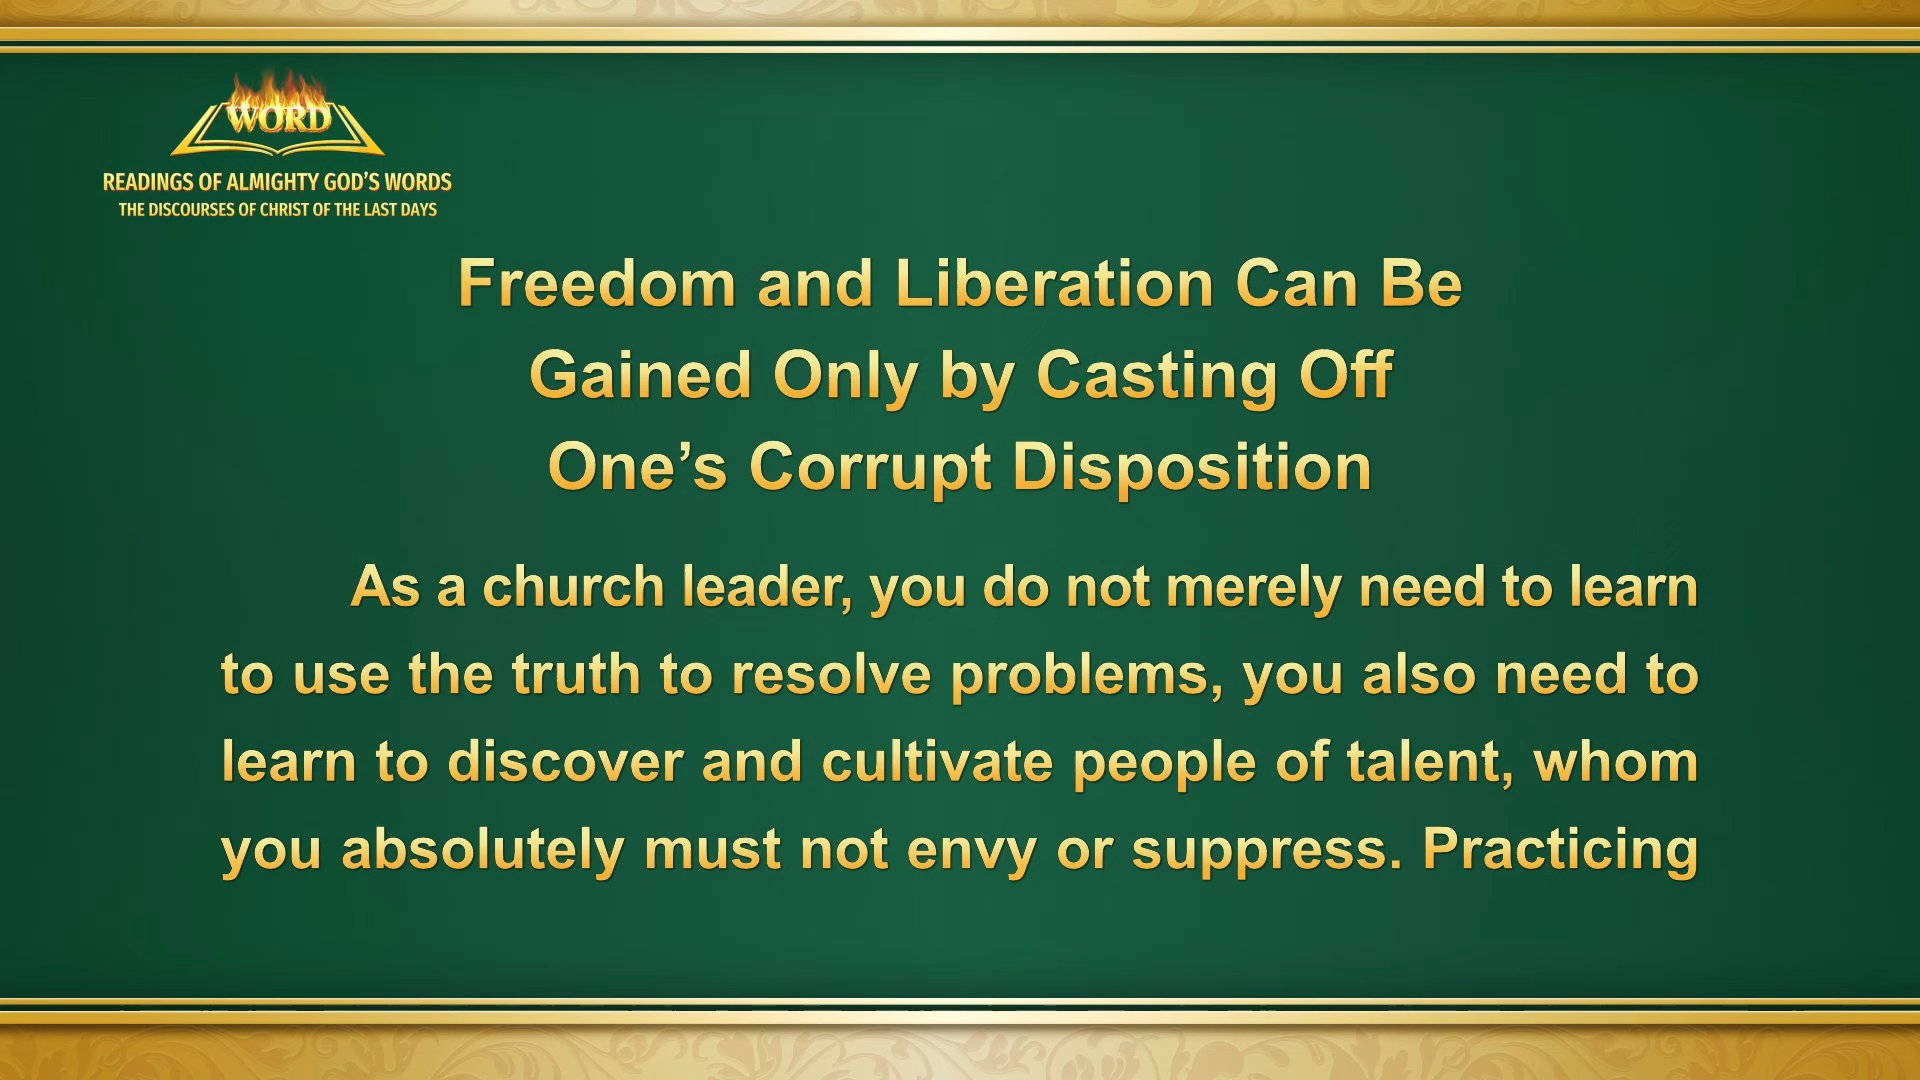 WORD
READINGS OF ALMIGHTY GOD’S WORDS
THE DISCOURSES OF CHRIST OF THE LAST DAYS
Freedom and Liberation Can Be
Gained Only by Casting Off
One’s Corrupt Disposition
As a church leader, you do not merely need to learn
to use the truth to resolve problems, you also need to
learn to discover and cultivate people of talent, whom
you absolutely must not envy or suppress. Practicing